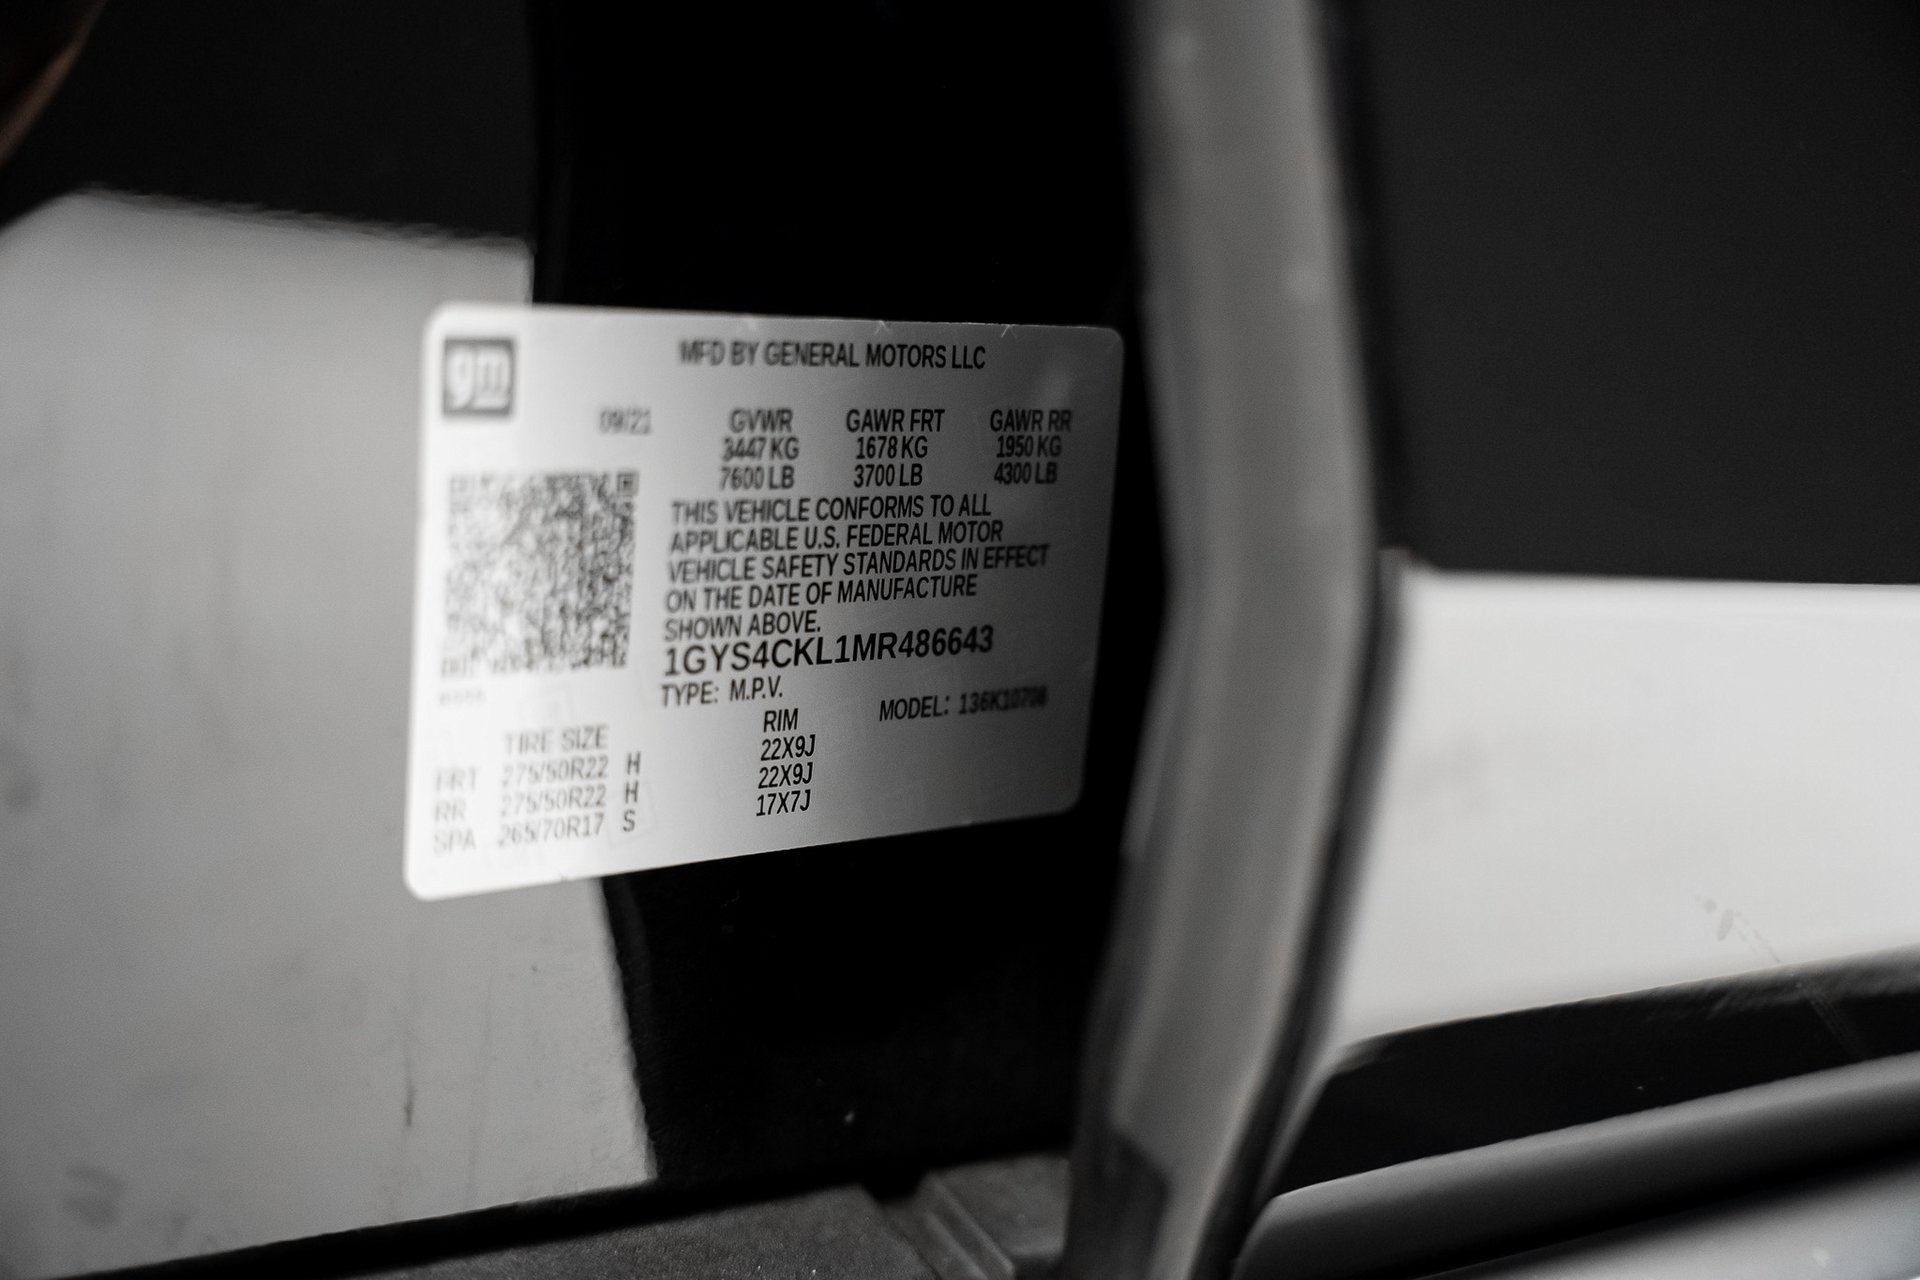 gm
MFD BY GENERAL MOTORS LLC
09/21 GVWR GAWR FRT GAWR RR
3447 KG 1678 KG 1950 KG
7600 LB 3700 LB 4300 LB
THIS VEHICLE CONFORMS TO ALL
APPLICABLE U.S. FEDERAL MOTOR
VEHICLE SAFETY STANDARDS IN EFFECT
ON THE DATE OF MANUFACTURE
SHOWN ABOVE.
1GYS4CKL1MR486643
TYPE: M.P.V.
MODEL: 136K10706
TIRE SIZE RIM
FRT 275/50R22 H 22X9J
RR 275/50R22 H 22X9J
SPA 265/70R17 S 17X7J